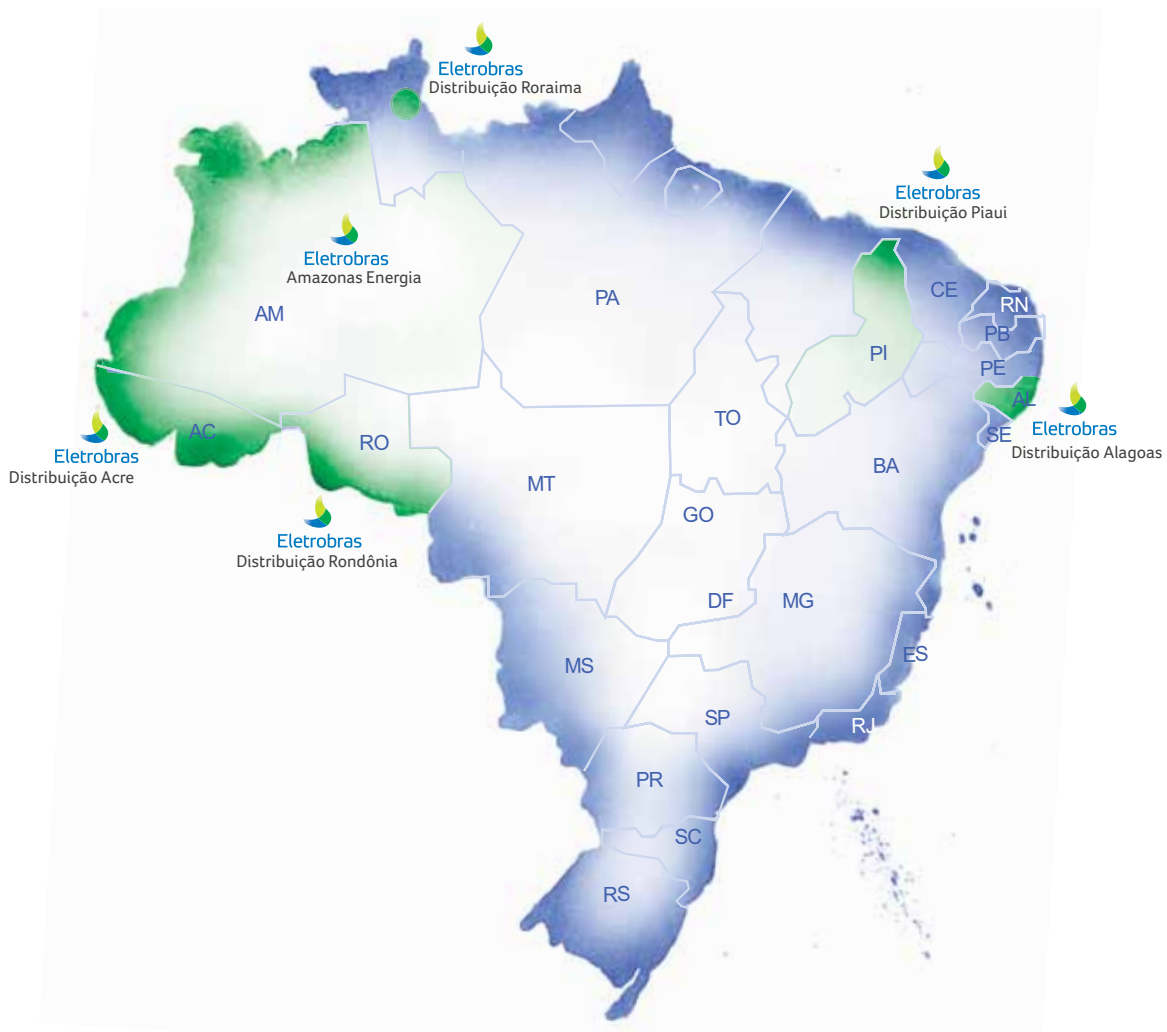 Eletrobras
Distribuição Roraima
Eletrobras
Distribuição Piaui
Eletrobras
Amazonas Energia
AM
PA
CE
RN
PB
PI
PE
AL
TO
SE
Eletrobras
Distribuição Alagoas
AC
RO
Eletrobras
Distribuição Acre
MT
BA
GO
Eletrobras
Distribuição Rondônia
DF
MG
ES
MS
SP
RJ
PR
SC
RS